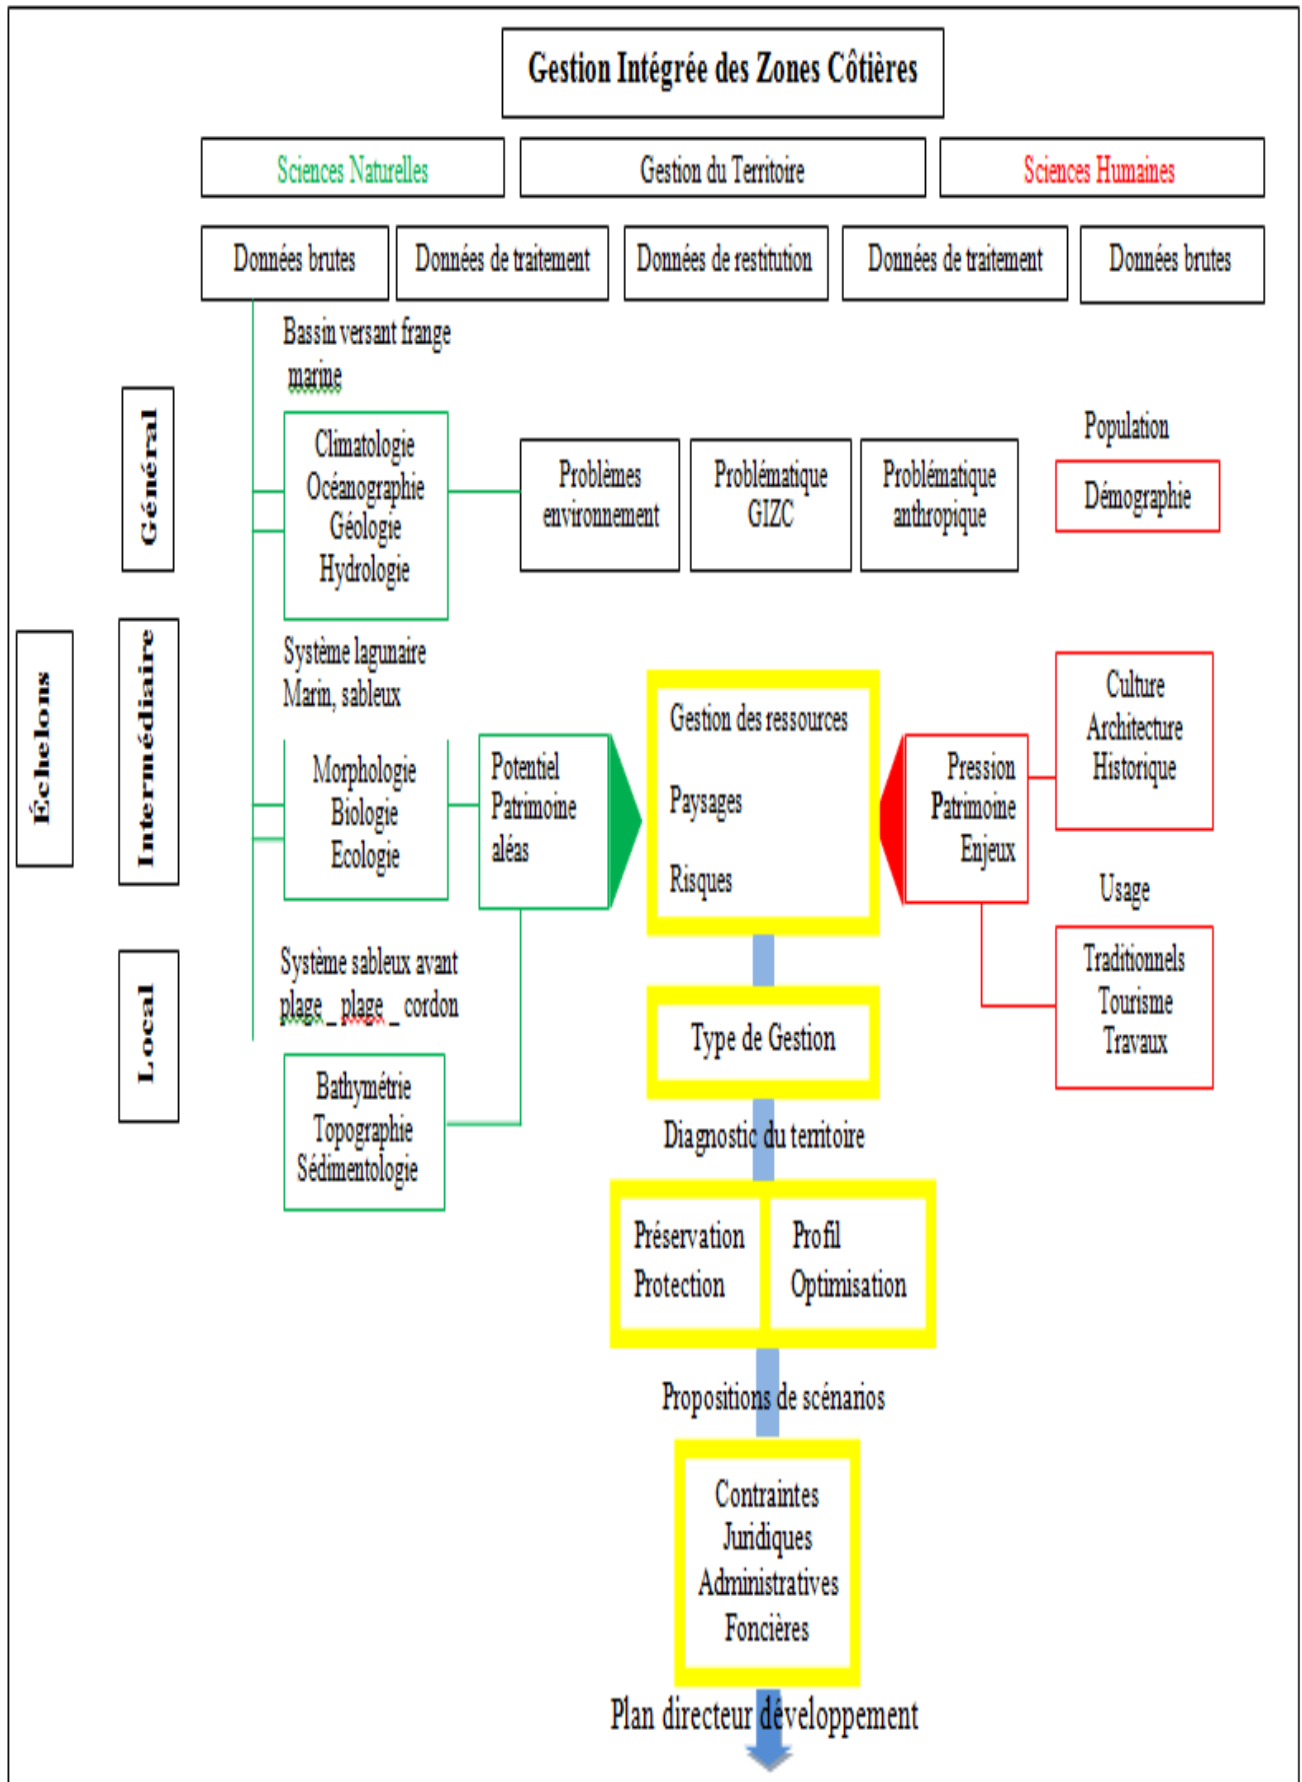 Gestion Intégrée des Zones Côtières
Sciences Naturelles
Gestion du Territoire
Sciences Humaines
Données brutes
Données de traitement
Données de restitution
Données de traitement
Données brutes
Échelons
Général
Bassin versant frange
marine
Climatologie
Océanographie
Géologie
Hydrologie
Problèmes
environnement
Problématique
GIZC
Problématique
anthropique
Population
Démographie
Intermédiaire
Système lagunaire
Marin, sableux
Morphologie
Biologie
Ecologie
Potentiel
Patrimoine
aléas
Gestion des ressources
Paysages
Risques
Pression
Patrimoine
Enjeux
Culture
Architecture
Historique
Usage
Traditionnels
Tourisme
Travaux
Local
Système sableux avant
plage _ plage _ cordon
Bathymétrie
Topographie
Sédimentologie
Type de Gestion
Diagnostic du territoire
Préservation
Protection
Profil
Optimisation
Propositions de scénarios
Contraintes
Juridiques
Administratives
Foncières
Plan directeur développement